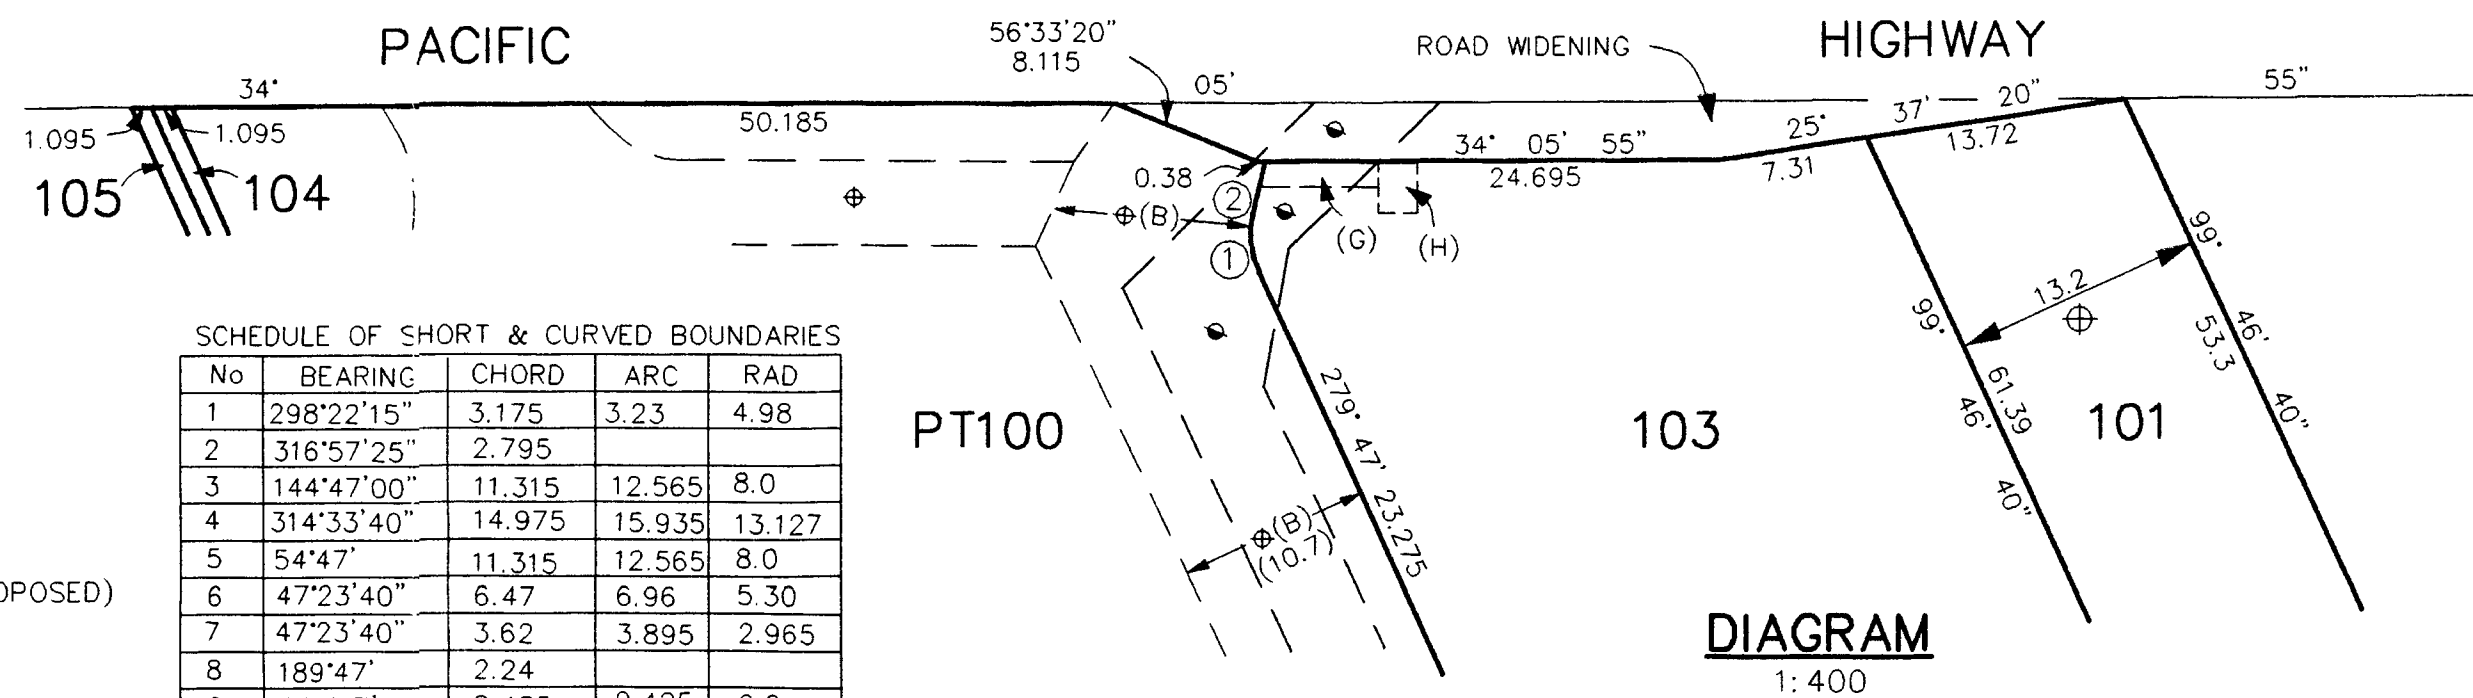 PACIFIC
HIGHWAY
56°33'20"
8.115
ROAD WIDENING
34°
05'
55"
1.095
1.095
50.185
37'
20"
25°
13.72
7.31
34° 05' 55"
24.695
0.38
105
104
2
(B)
(G)
(H)
1
99°
13.2
99°
46'
53.3
40"
61.39
46'
40"
101
103
PT100
279° 47'
23.275
(B)
(10.7)
SCHEDULE OF SHORT & CURVED BOUNDARIES
No BEARING CHORD ARC RAD
1 298°22'15" 3.175 3.23 4.98
2 316°57'25" 2.795
3 144°47'00" 11.315 12.565 8.0
4 314°33'40" 14.975 15.935 13.127
5 54°47' 11.315 12.565 8.0
6 47°23'40" 6.47 6.96 5.30
7 47°23'40" 3.62 3.895 2.965
8 189°47' 2.24
OPOSED)
DIAGRAM
1:400